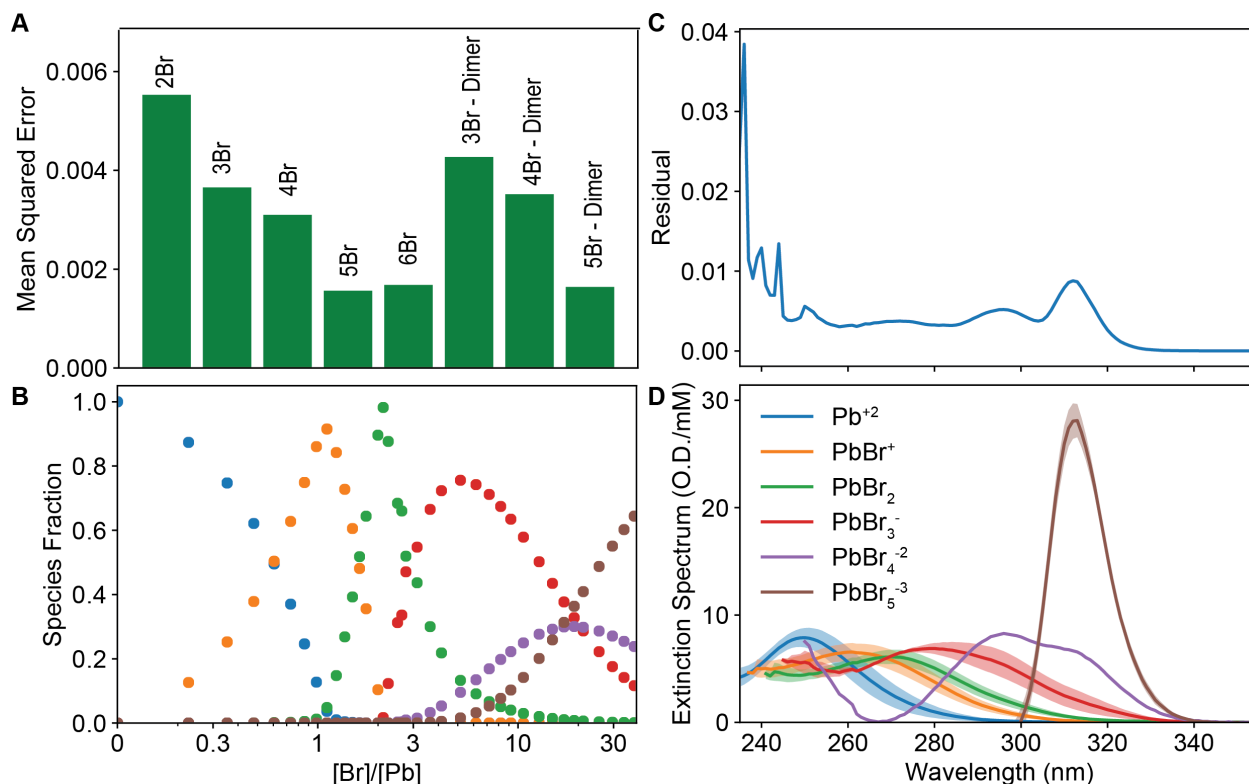 A
Mean Squared Error
0.006
0.004
0.002
0.000
2Br
3Br
4Br
5Br
6Br
3Br - Dimer
4Br - Dimer
5Br - Dimer
C
Residual
0.04
0.03
0.02
0.01
0.00
B
Species Fraction
1.0
0.8
0.6
0.4
0.2
0.0
0
0.3
1
3
10
30
[Br]/[Pb]
D
Extinction Spectrum (O.D./mM)
30
20
10
0
Pb⁺²
PbBr⁺
PbBr₂
PbBr₃⁻
PbBr₄⁻²
PbBr₅⁻³
240
260
280
300
320
340
Wavelength (nm)